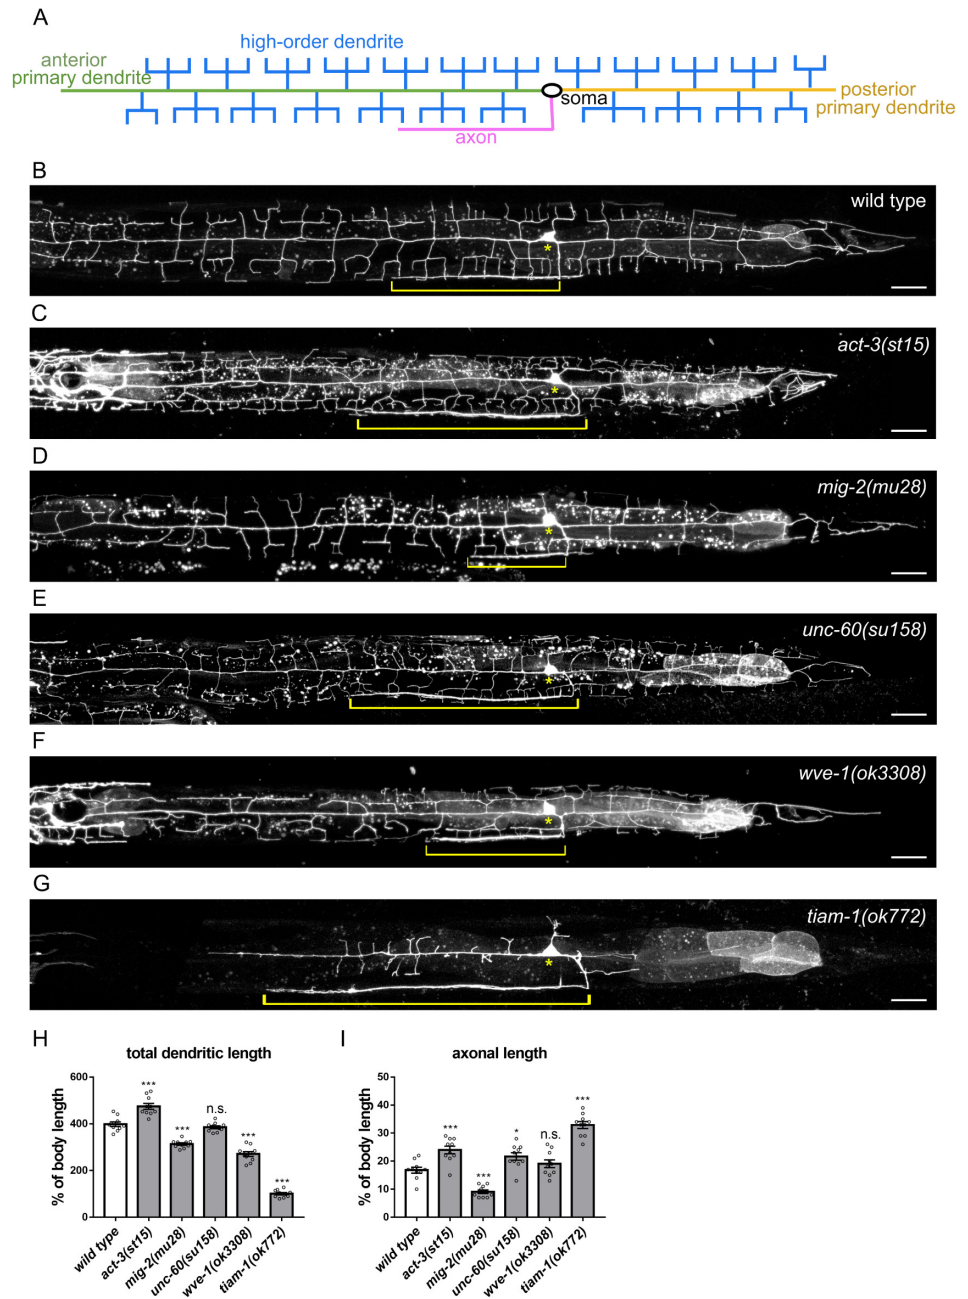 A
high-order dendrite
anterior
primary dendrite
soma
posterior
primary dendrite
axon
B
wild type
*
C
act-3(st15)
*
D
mig-2(mu28)
*
E
unc-60(su158)
*
F
wve-1(ok3308)
*
G
tiam-1(ok772)
*
H
total dendritic length
% of body length
600
400
200
0
***
***
n.s.
***
***
wild type
act-3(st15)
mig-2(mu28)
unc-60(su158)
wve-1(ok3308)
tiam-1(ok772)
I
axonal length
% of body length
50
40
30
20
10
0
***
***
*
n.s.
***
wild type
act-3(st15)
mig-2(mu28)
unc-60(su158)
wve-1(ok3308)
tiam-1(ok772)